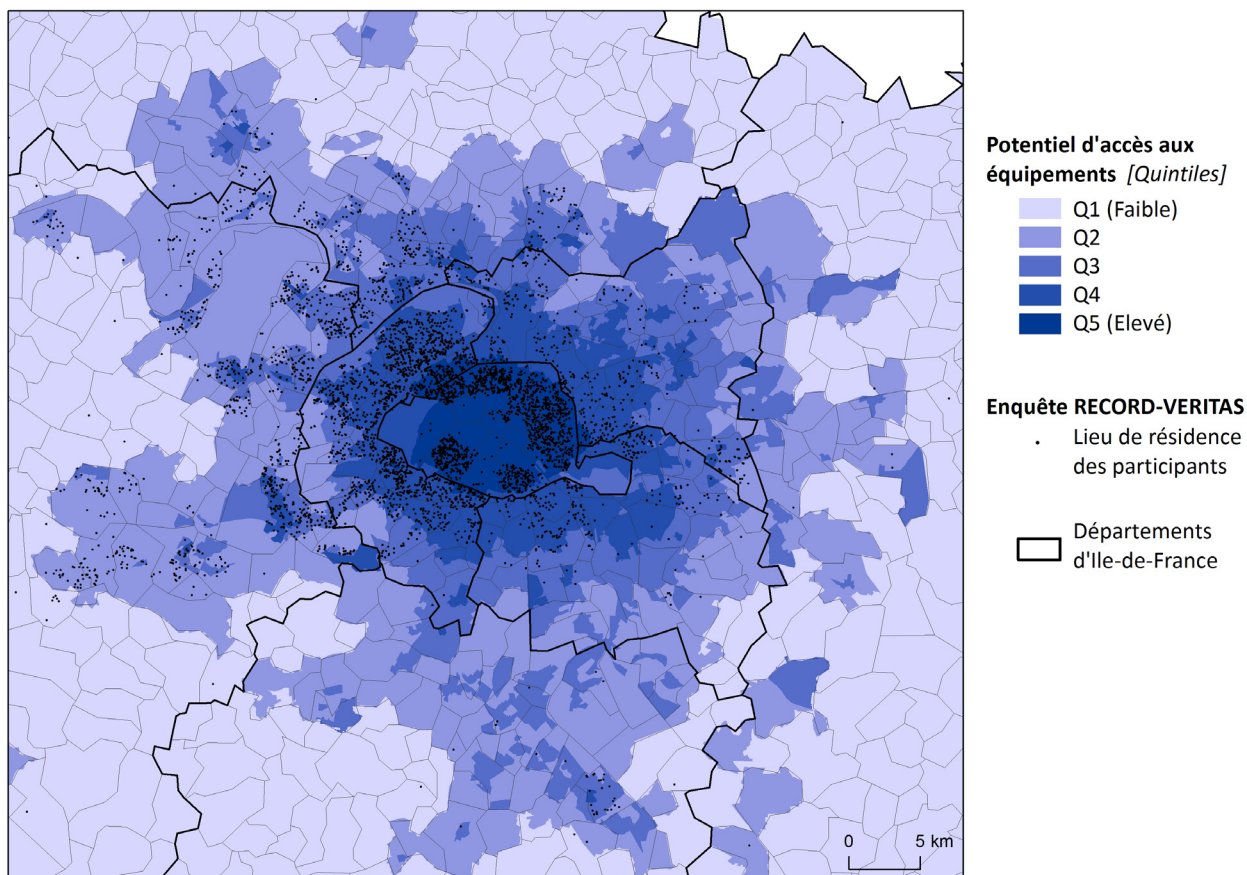 Potentiel d'accès aux
équipements [Quintiles]
Q1 (Faible)
Q2
Q3
Q4
Q5 (Elevé)
Enquête RECORD-VERITAS
Lieu de résidence
des participants
Départements
d'Ile-de-France
0 5 km